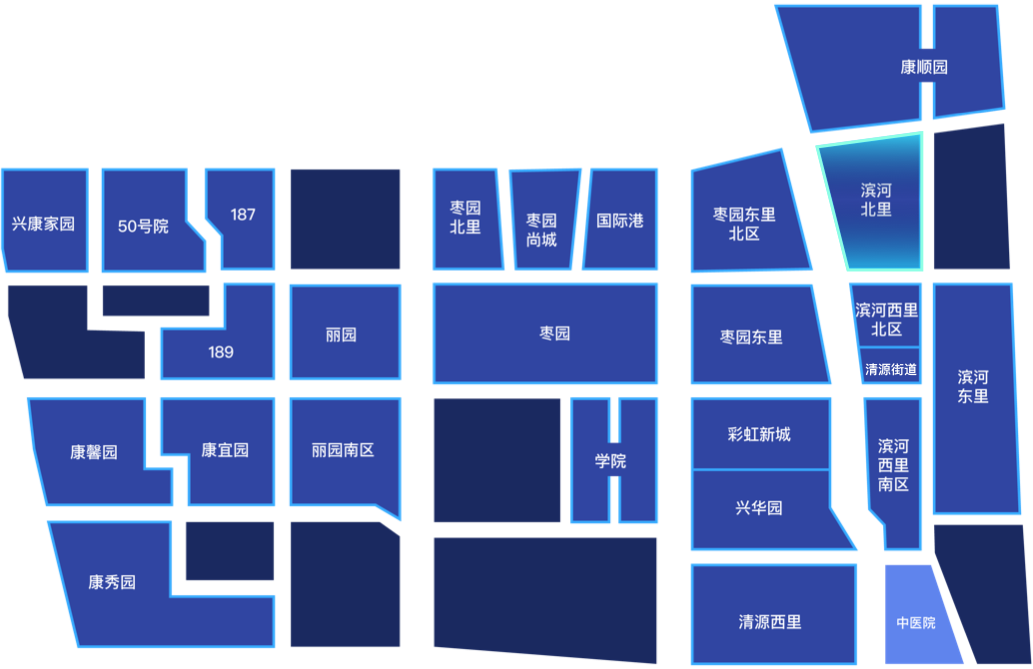 康顺园
滨河
北里
兴康家园
50号院
187
枣园
北里
枣园
尚城
国际港
枣园东里
北区
189
丽园
枣园
枣园东里
滨河西里
北区
清源街道
滨河
东里
康馨园
康宜园
丽园南区
学院
彩虹新城
兴华园
滨河
西里
南区
康秀园
清源西里
中医院